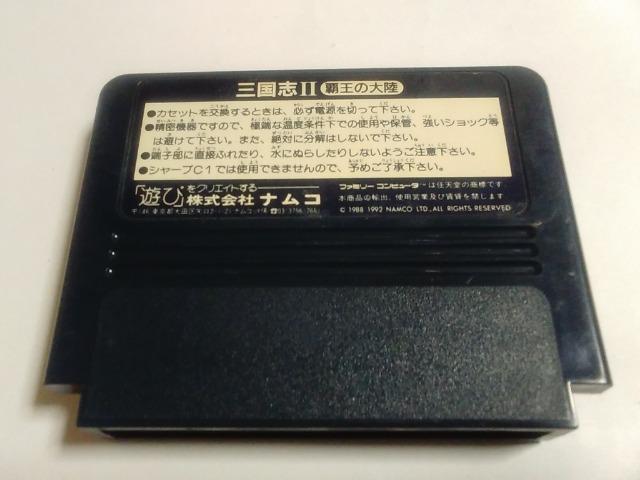 三国志II 覇王の大陸
●カセットを交換するときは、必ず電源を切って下さい。
●精密機器ですので、極端な温度条件下での使用や保管、強いショック等
は避けて下さい。また、絶対に分解はしないで下さい。
●端子部に直接ふれたり、水にぬらしたりしないようご注意下さい。
●シャープC1では使用できませんので、予めご了承下さい。
「遊び」をクリエイトする
株式会社ナムコ
ファミリーコンピュータ™は任天堂の商標です。
本商品の輸出、使用営業及び賃貸を禁じます。
© 1988 1992 NAMCO LTD., ALL RIGHTS RESERVED